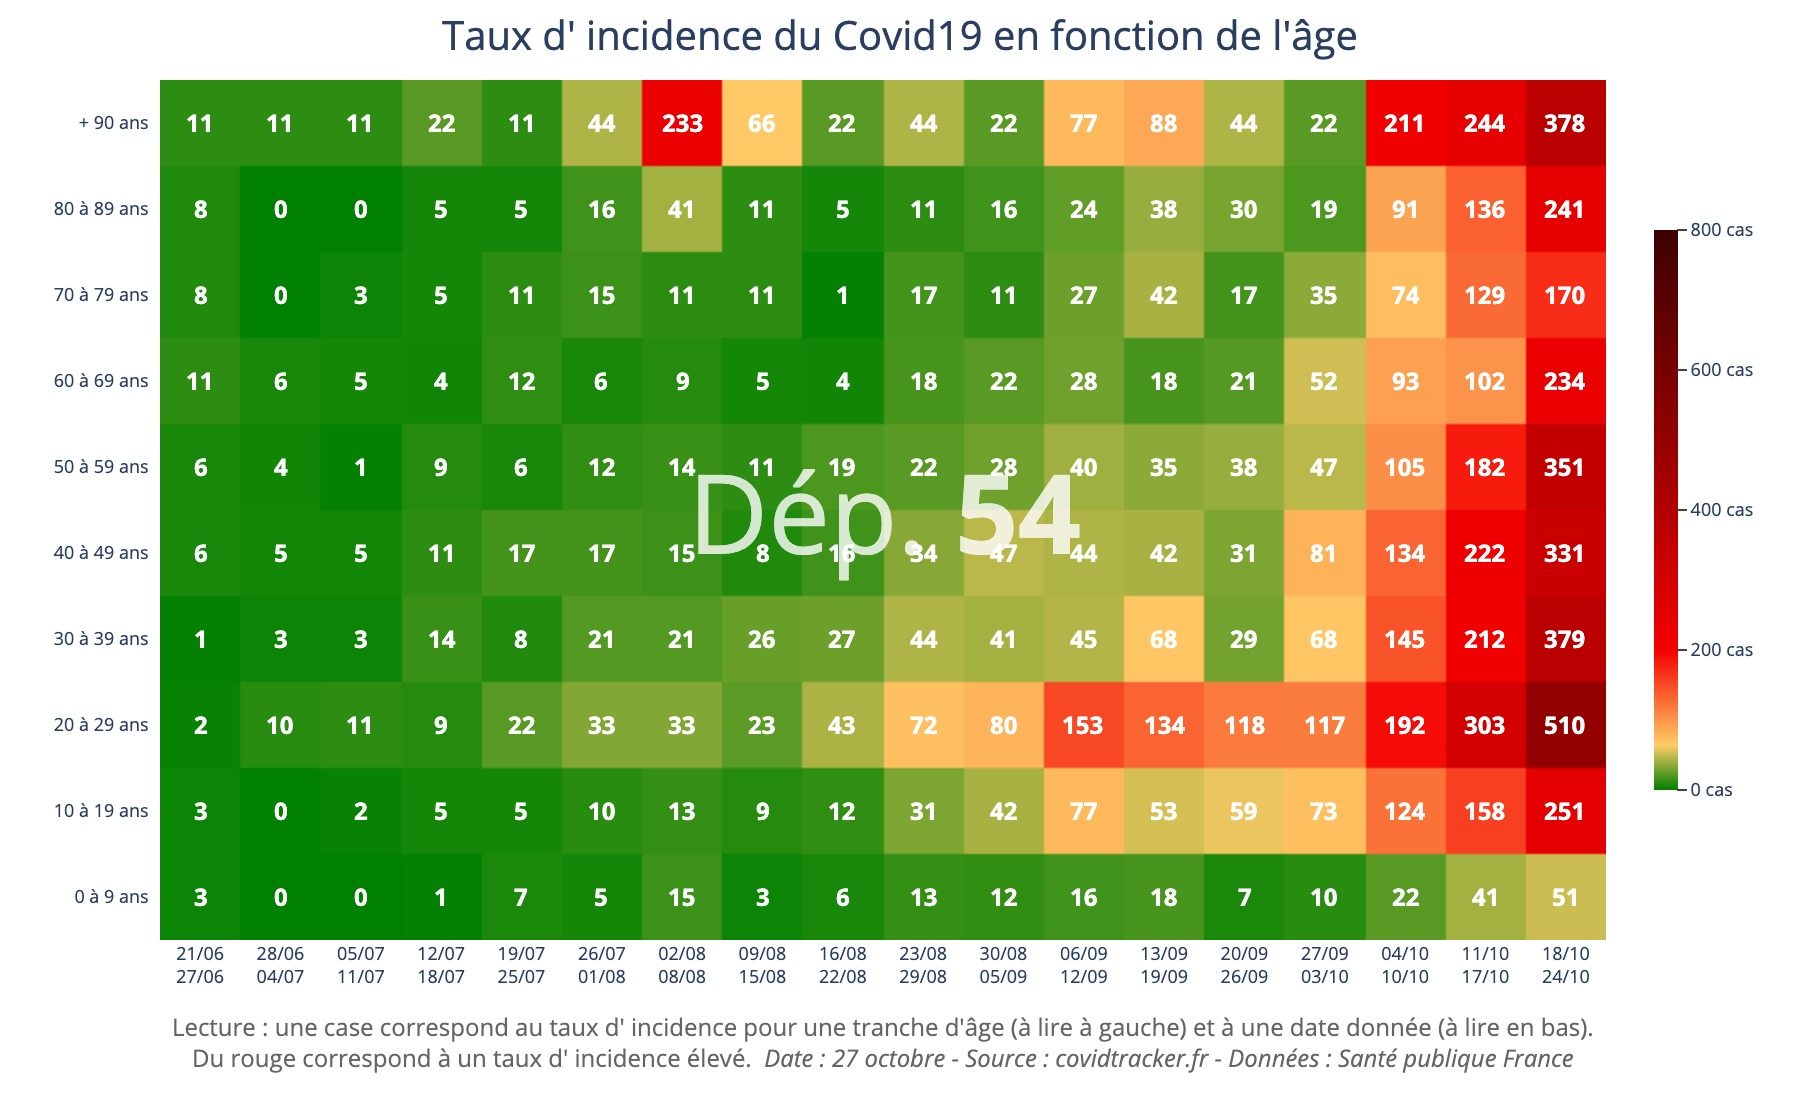 Taux d' incidence du Covid19 en fonction de l'âge
+ 90 ans 11 11 11 22 11 44 233 66 22 44 22 77 88 44 22 211 244 378
80 à 89 ans 8 0 0 5 5 16 41 11 5 11 16 24 38 30 19 91 136 241
800 cas
70 à 79 ans 8 0 3 5 11 15 11 11 1 17 11 27 42 17 35 74 129 170
60 à 69 ans 11 6 5 4 12 6 9 5 4 18 22 28 18 21 52 93 102 234
600 cas
50 à 59 ans 6 4 1 9 6 12 14 11 19 22 28 40 35 38 47 105 182 351
Dép. 54
400 cas
40 à 49 ans 6 5 5 11 17 17 15 8 16 34 47 44 42 31 81 134 222 331
30 à 39 ans 1 3 3 14 8 21 21 26 27 44 41 45 68 29 68 145 212 379
200 cas
20 à 29 ans 2 10 11 9 22 33 33 23 43 72 80 153 134 118 117 192 303 510
0 cas
10 à 19 ans 3 0 2 5 5 10 13 9 12 31 42 77 53 59 73 124 158 251
0 à 9 ans 3 0 0 1 7 5 15 3 6 13 12 16 18 7 10 22 41 51
21/06 28/06 05/07 12/07 19/07 26/07 02/08 09/08 16/08 23/08 30/08 06/09 13/09 20/09 27/09 04/10 11/10 18/10
27/06 04/07 11/07 18/07 25/07 01/08 08/08 15/08 22/08 29/08 05/09 12/09 19/09 26/09 03/10 10/10 17/10 24/10
Lecture : une case correspond au taux d' incidence pour une tranche d'âge (à lire à gauche) et à une date donnée (à lire en bas).
Du rouge correspond à un taux d' incidence élevé. Date : 27 octobre - Source : covidtracker.fr - Données : Santé publique France